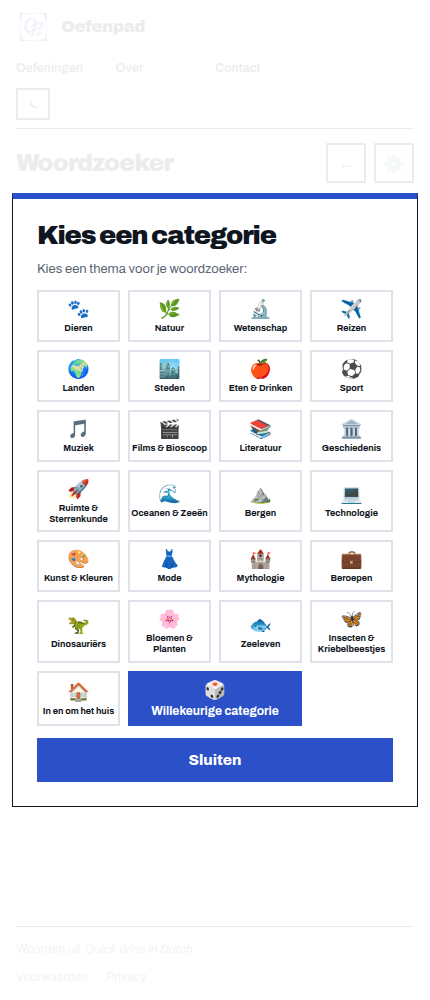 Oefenpad
Oefeningen Over Contact
Woordzoeker
←
Kies een categorie
Kies een thema voor je woordzoeker:
Dieren Natuur Wetenschap Reizen
Landen Steden Eten & Drinken Sport
Muziek Films & Bioscoop Literatuur Geschiedenis
Ruimte &
Sterrenkunde Oceanen & Zeeën Bergen Technologie
Kunst & Kleuren Mode Mythologie Beroepen
Dinosauriërs Bloemen &
Planten Zeeleven Insecten &
Kriebelbeestjes
In en om het huis Willekeurige categorie
Sluiten
Woorden uit Quick Wins in Dutch
Voorwaarden Privacy